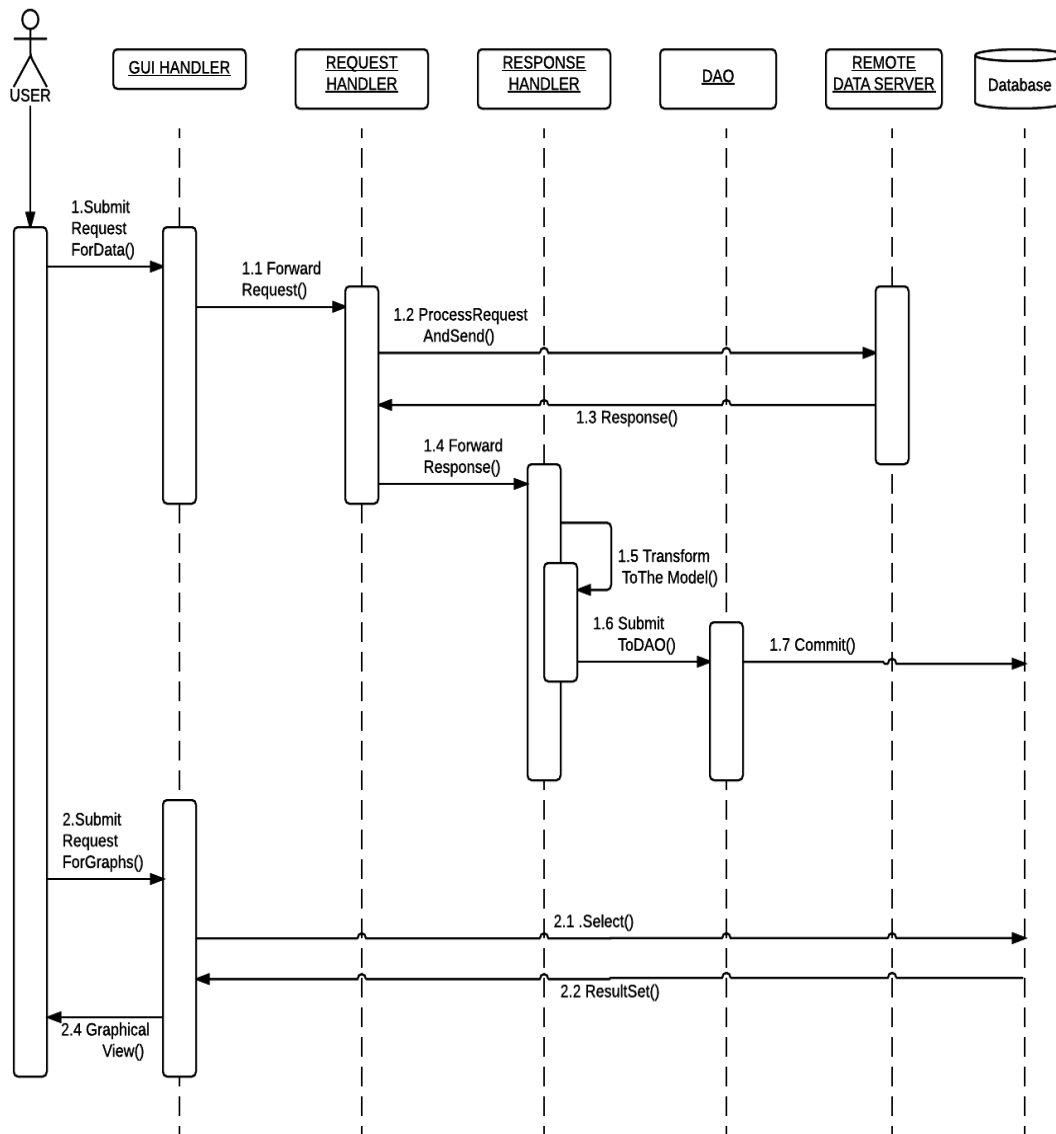 USER
GUI HANDLER
REQUEST
HANDLER
RESPONSE
HANDLER
DAO
REMOTE
DATA SERVER
Database
1.Submit
Request
ForData()
1.1 Forward
Request()
1.2 ProcessRequest
AndSend()
1.3 Response()
1.4 Forward
Response()
1.5 Transform
ToThe Model()
1.6 Submit
ToDAO()
1.7 Commit()
2.Submit
Request
ForGraphs()
2.1 .Select()
2.2 ResultSet()
2.4 Graphical
View()